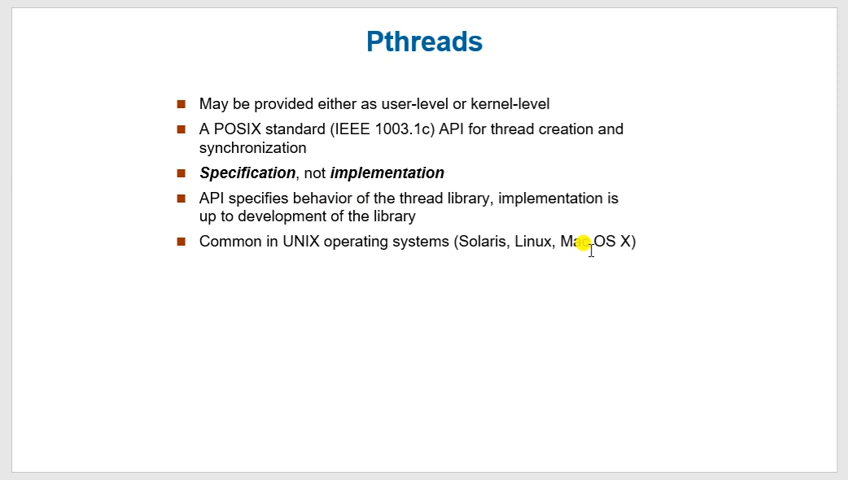 Pthreads
May be provided either as user-level or kernel-level
A POSIX standard (IEEE 1003.1c) API for thread creation and
synchronization
Specification, not implementation
API specifies behavior of the thread library, implementation is
up to development of the library
Common in UNIX operating systems (Solaris, Linux, Mac OS X)